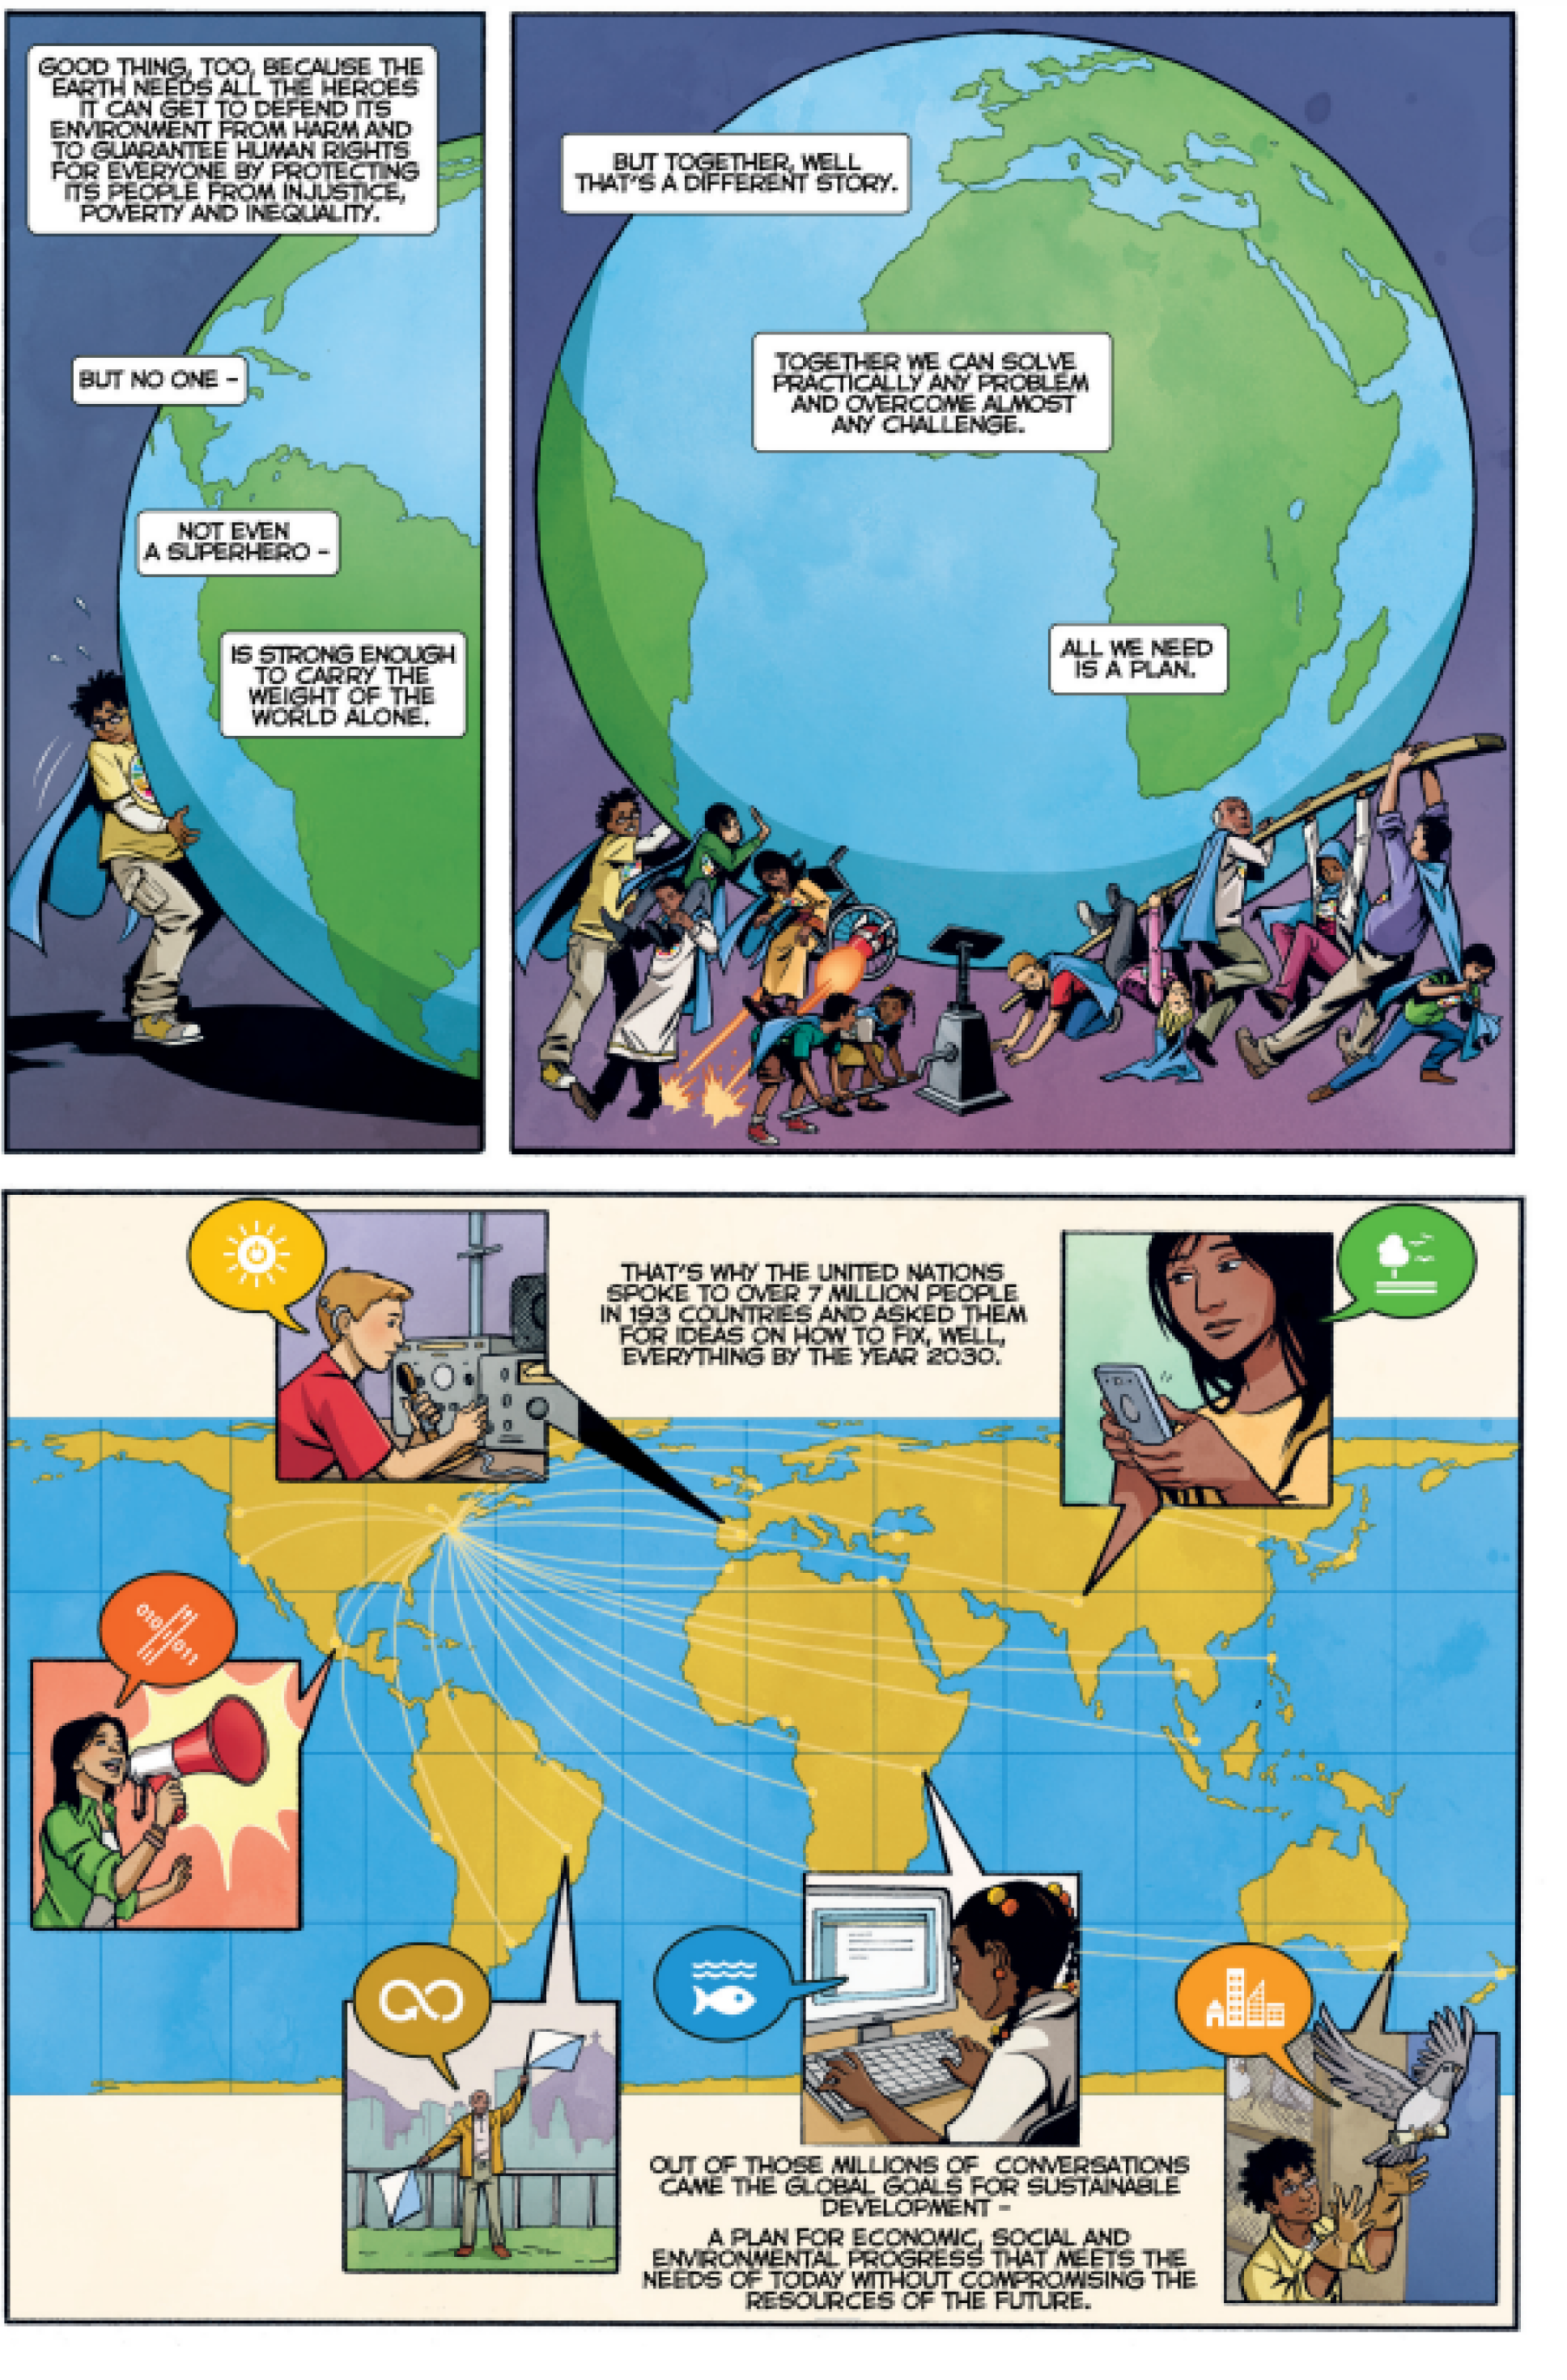 GOOD THING, TOO, BECAUSE THE
EARTH NEEDS ALL THE HEROES
IT CAN GET TO DEFEND ITS
ENVIRONMENT FROM HARM AND
TO GUARANTEE HUMAN RIGHTS
FOR EVERYONE BY PROTECTING
ITS PEOPLE FROM INJUSTICE,
POVERTY AND INEQUALITY.
BUT NO ONE -
NOT EVEN
A SUPERHERO -
IS STRONG ENOUGH
TO CARRY THE
WEIGHT OF THE
WORLD ALONE.
BUT TOGETHER, WELL
THAT'S A DIFFERENT STORY.
TOGETHER WE CAN SOLVE
PRACTICALLY ANY PROBLEM
AND OVERCOME ALMOST
ANY CHALLENGE.
ALL WE NEED
IS A PLAN.
THAT'S WHY THE UNITED NATIONS
SPOKE TO OVER 7 MILLION PEOPLE
IN 193 COUNTRIES AND ASKED THEM
FOR IDEAS ON HOW TO FIX, WELL,
EVERYTHING BY THE YEAR 2030.
010
011
OUT OF THOSE MILLIONS OF CONVERSATIONS
CAME THE GLOBAL GOALS FOR SUSTAINABLE
DEVELOPMENT -
A PLAN FOR ECONOMIC, SOCIAL AND
ENVIRONMENTAL PROGRESS THAT MEETS THE
NEEDS OF TODAY WITHOUT COMPROMISING THE
RESOURCES OF THE FUTURE.